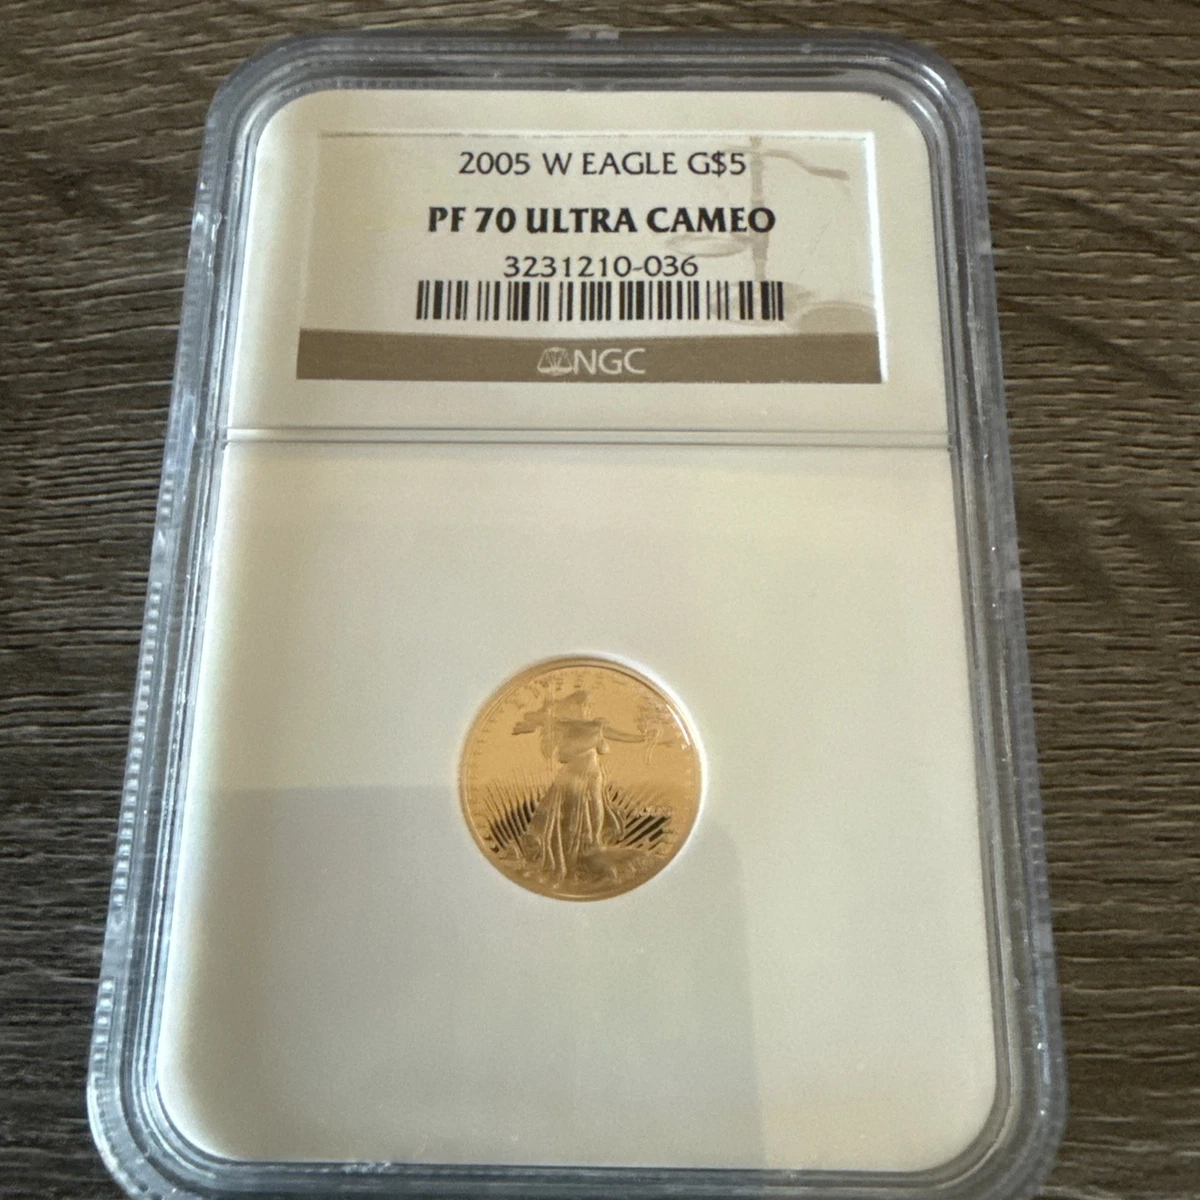 2005 W EAGLE G$5
PF 70 ULTRA CAMEO
3231210-036
NGC